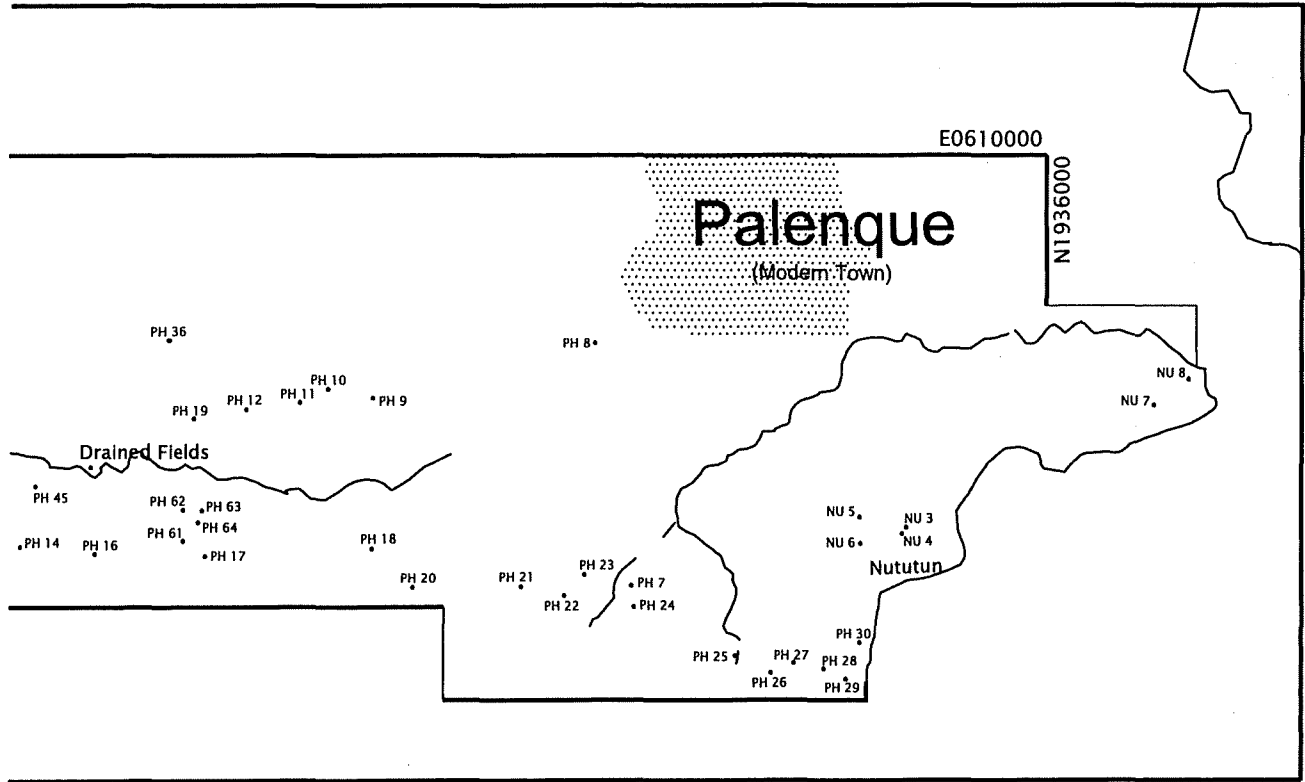 E0610000
N1936000
Palenque
(Modern Town)
PH 36
PH 8
PH 10
PH 11
PH 12
PH 9
PH 19
NU 8
NU 7
Drained Fields
PH 45
PH 62
PH 63
PH 64
PH 61
PH 14
PH 16
PH 17
PH 18
NU 5
NU 3
NU 6
NU 4
Nututun
PH 20
PH 21
PH 23
PH 22
PH 7
PH 24
PH 30
PH 25
PH 27
PH 28
PH 26
PH 29